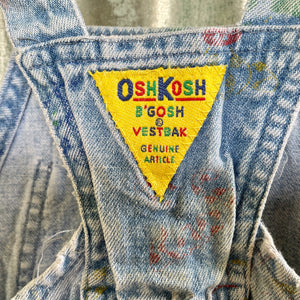 OSHKOSH
B'GOSH
®
VESTBAK
GENUINE
ARTICLE